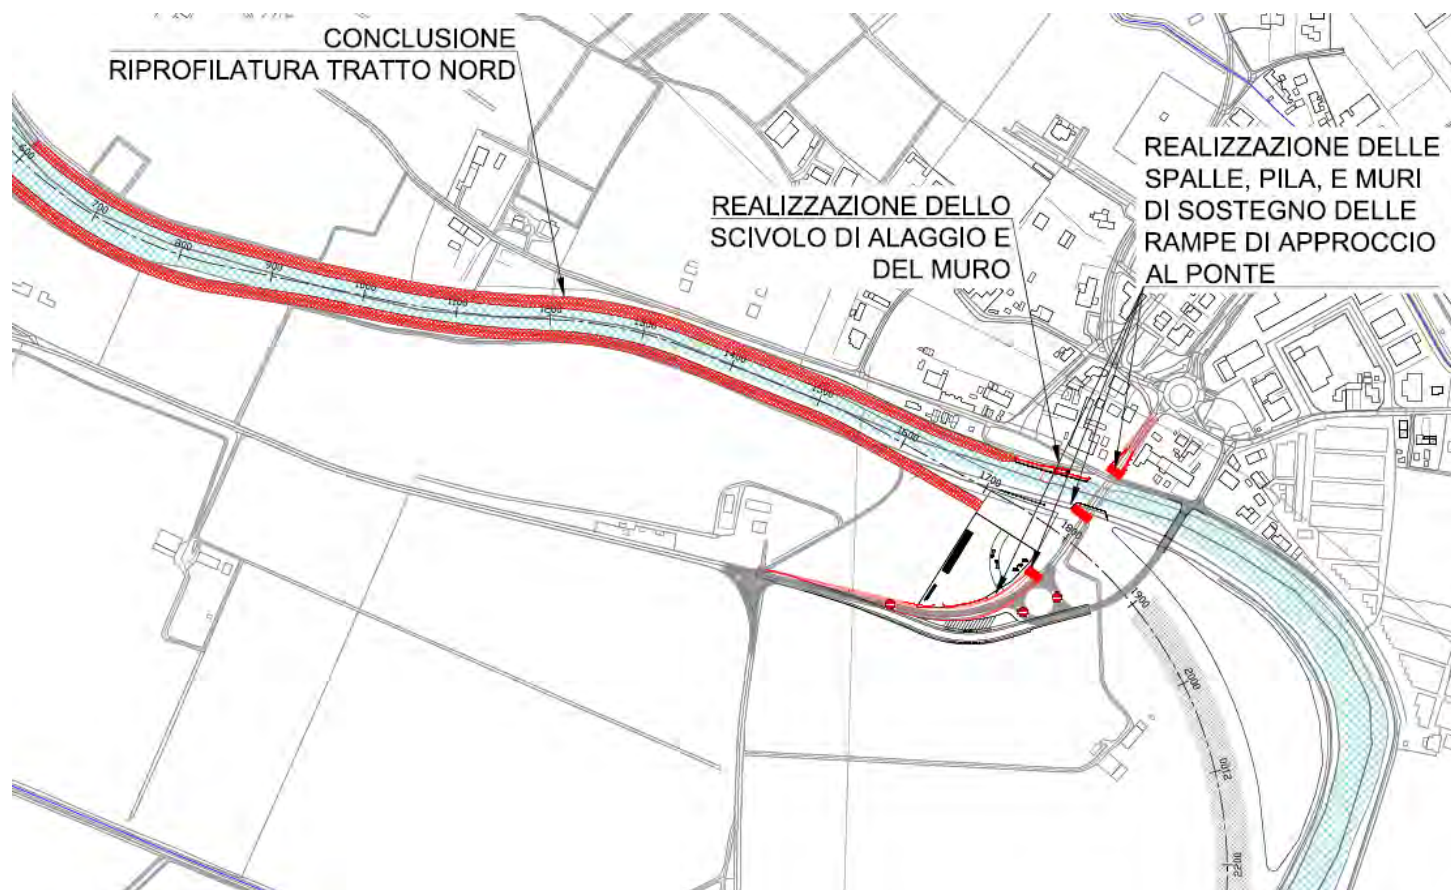 CONCLUSIONE
RIPROFILATURA TRATTO NORD
REALIZZAZIONE DELLE
SPALLE, PILA, E MURI
DI SOSTEGNO DELLE
RAMPE DI APPROCCIO
AL PONTE
REALIZZAZIONE DELLO
SCIVOLO DI ALAGGIO E
DEL MURO
600
700
800
900
1000
1100
1200
1300
1400
1500
1600
1700
1800
1900
2000
2100
2200